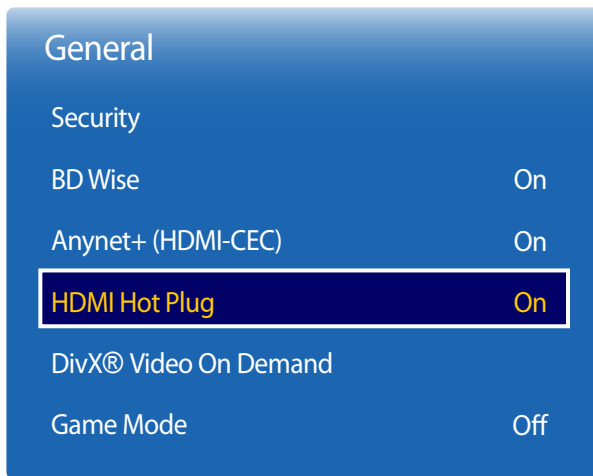 General
Security
BD Wise On
Anynet+ (HDMI-CEC) On
HDMI Hot Plug On
DivX® Video On Demand
Game Mode Off